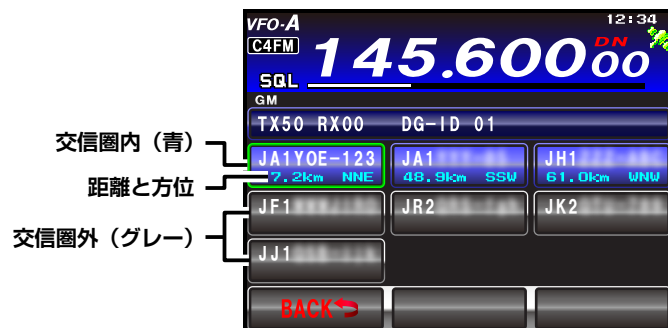 VFO-A 12:34
C4FM 145.60000 DN
SQL
GM
TX50 RX00 DG-ID 01
交信圏内（青）
JA1YOE-123 JA1 JH1
距離と方位
7.2km NNE 48.9km SSW 61.0km WNW
JF1 JR2 JK2
交信圏外（グレー）
JJ1
BACK